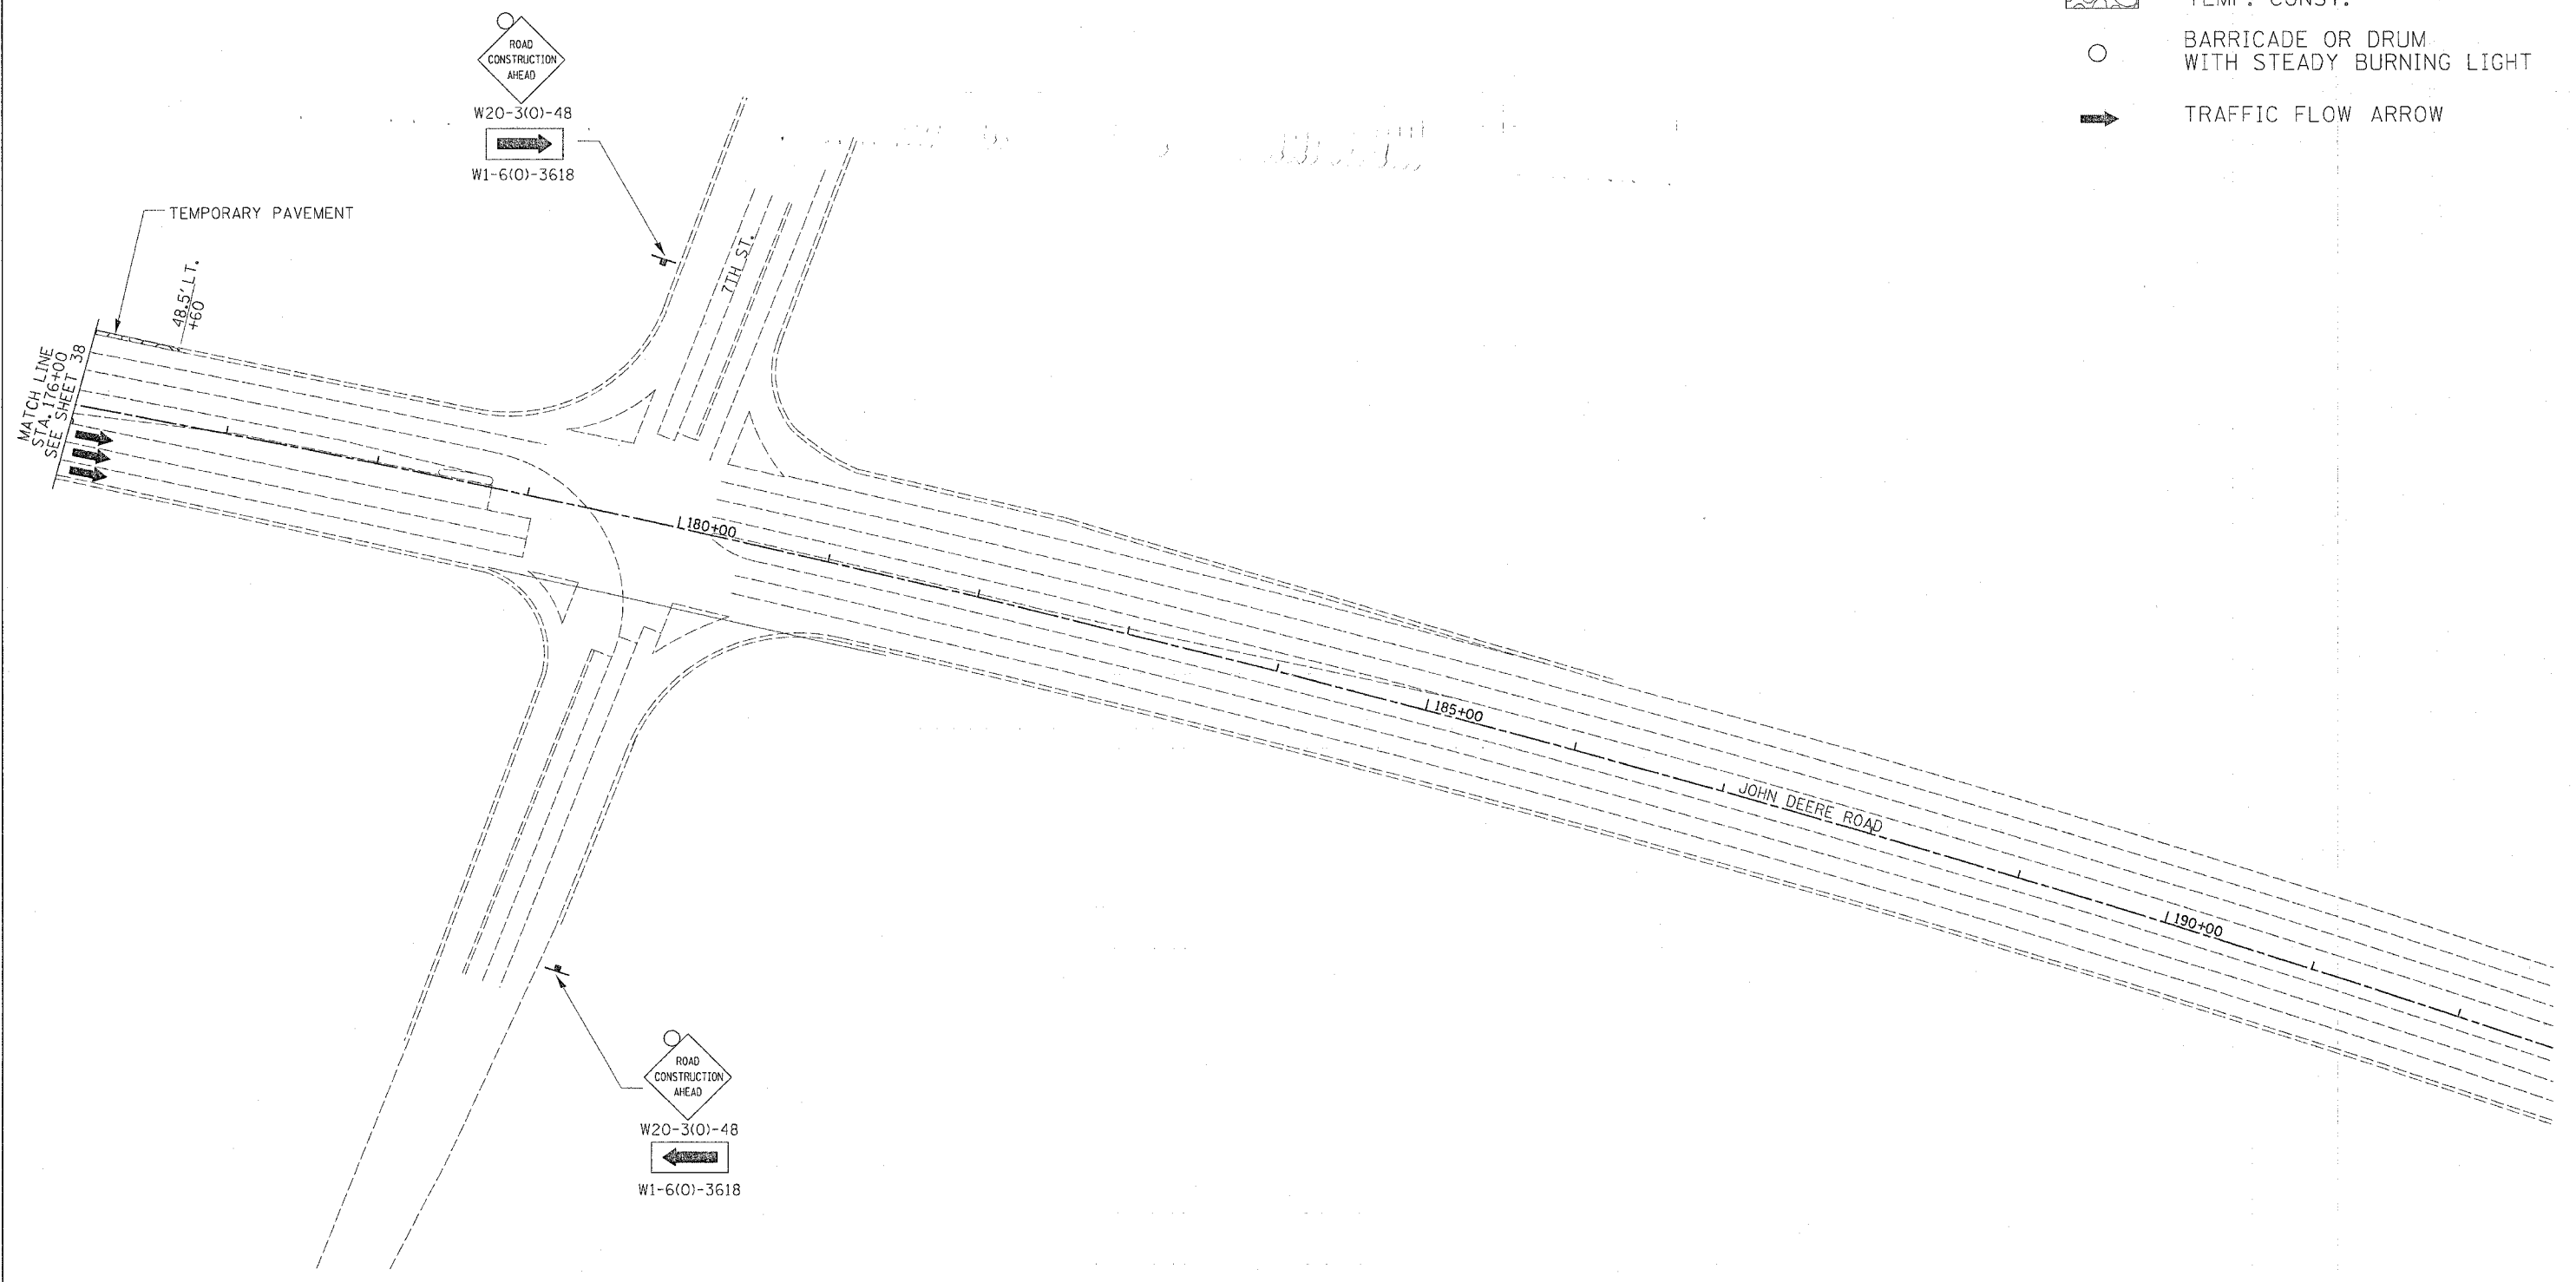 TEMP. CONST.
BARRICADE OR DRUM
WITH STEADY BURNING LIGHT
TRAFFIC FLOW ARROW
ROAD
CONSTRUCTION
AHEAD
W20-3(O)-48
W1-6(O)-3618
TEMPORARY PAVEMENT
48.5' LT.
+60
MATCH LINE
STA. 176+00
SEE SHEET 38
7TH ST.
180+00
185+00
JOHN DEERE ROAD
190+00
ROAD
CONSTRUCTION
AHEAD
W20-3(O)-48
W1-6(O)-3618